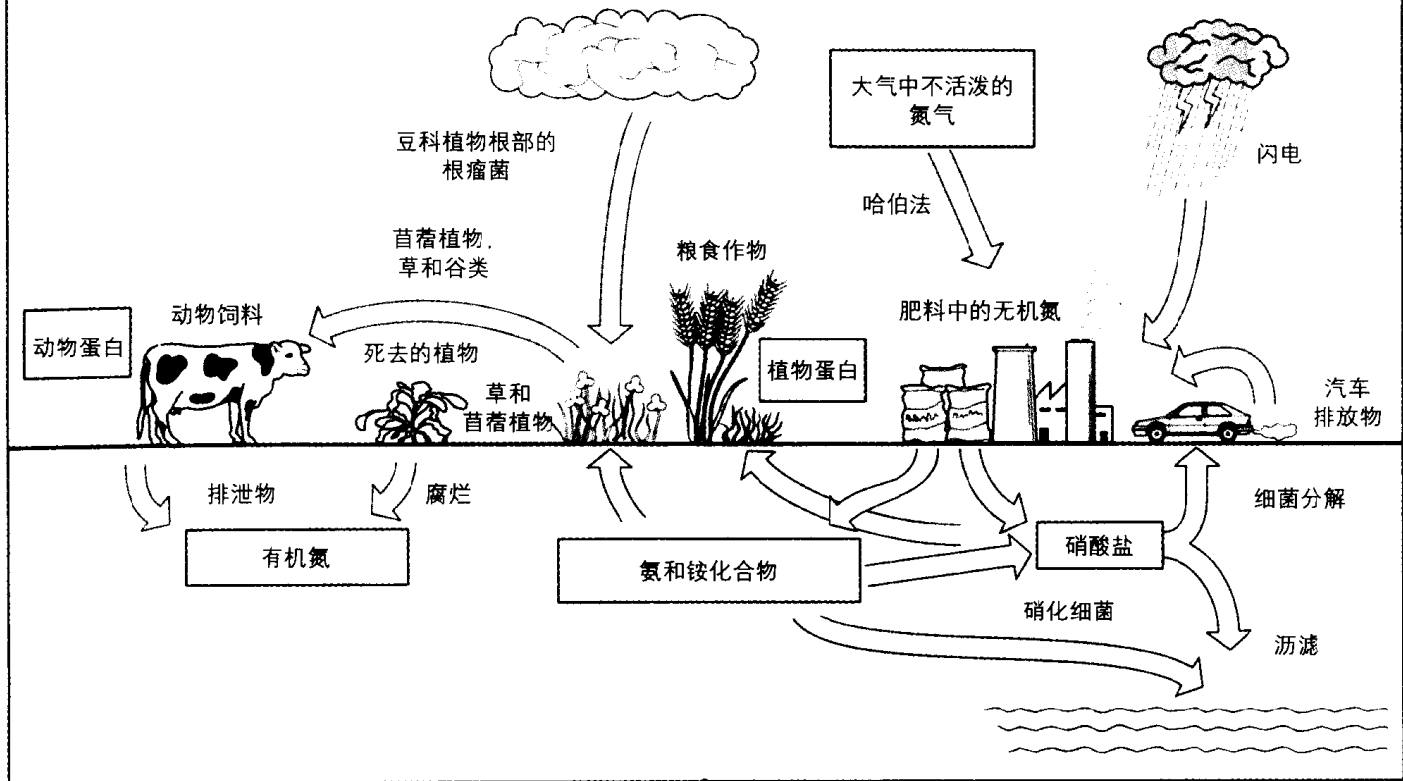 大气中不活泼的
氮气
豆科植物根部的
根瘤菌
闪电
哈伯法
苜蓿植物、
草和谷类
粮食作物
动物饲料
肥料中的无机氮
动物蛋白
死去的植物
植物蛋白
草和
苜蓿植物
汽车
排放物
排泄物
腐烂
细菌分解
有机氮
氨和铵化合物
硝酸盐
硝化细菌
沥滤